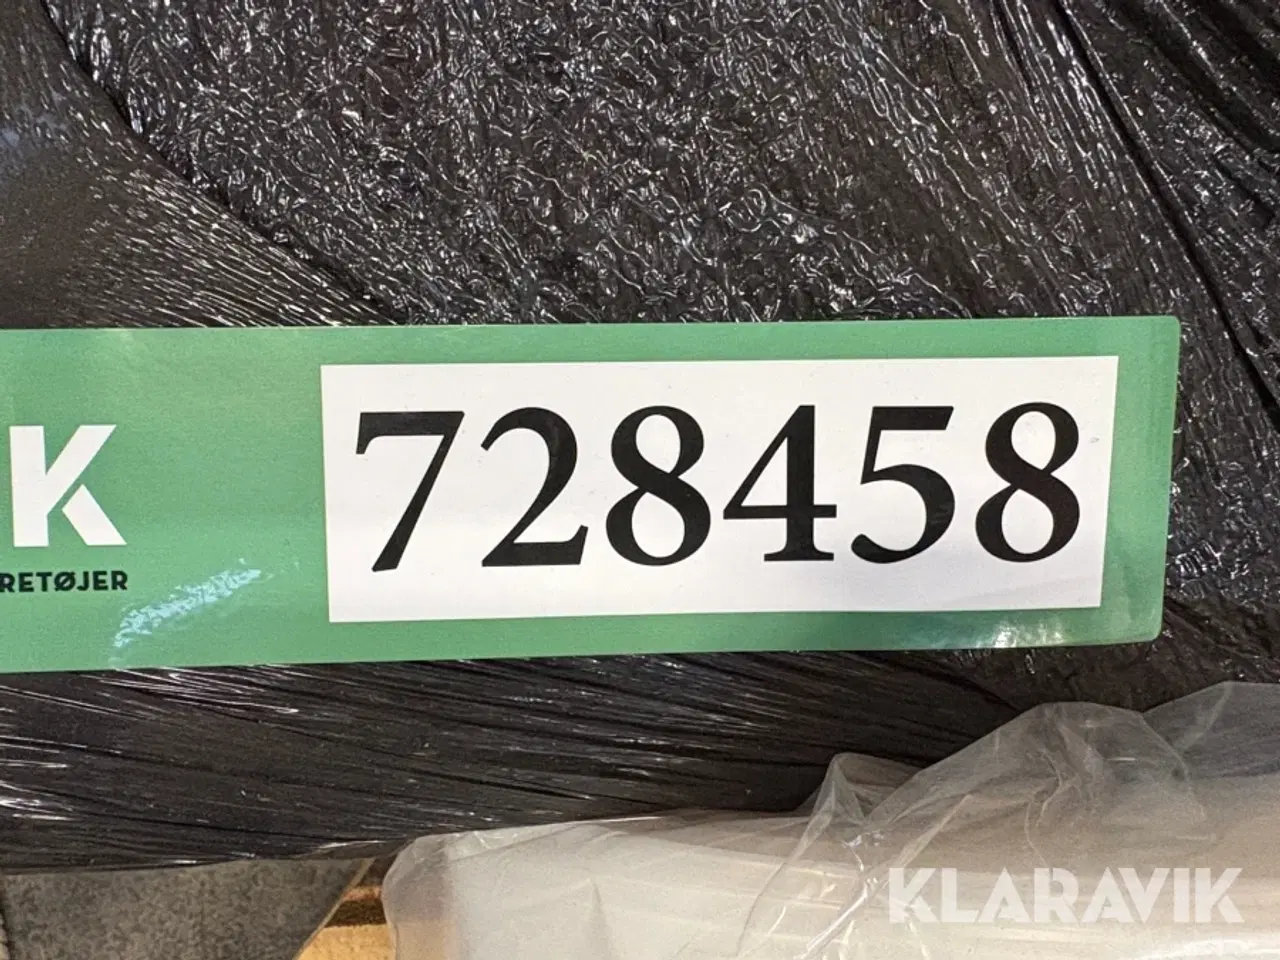 K
RETØJER
728458
KLARAVIK